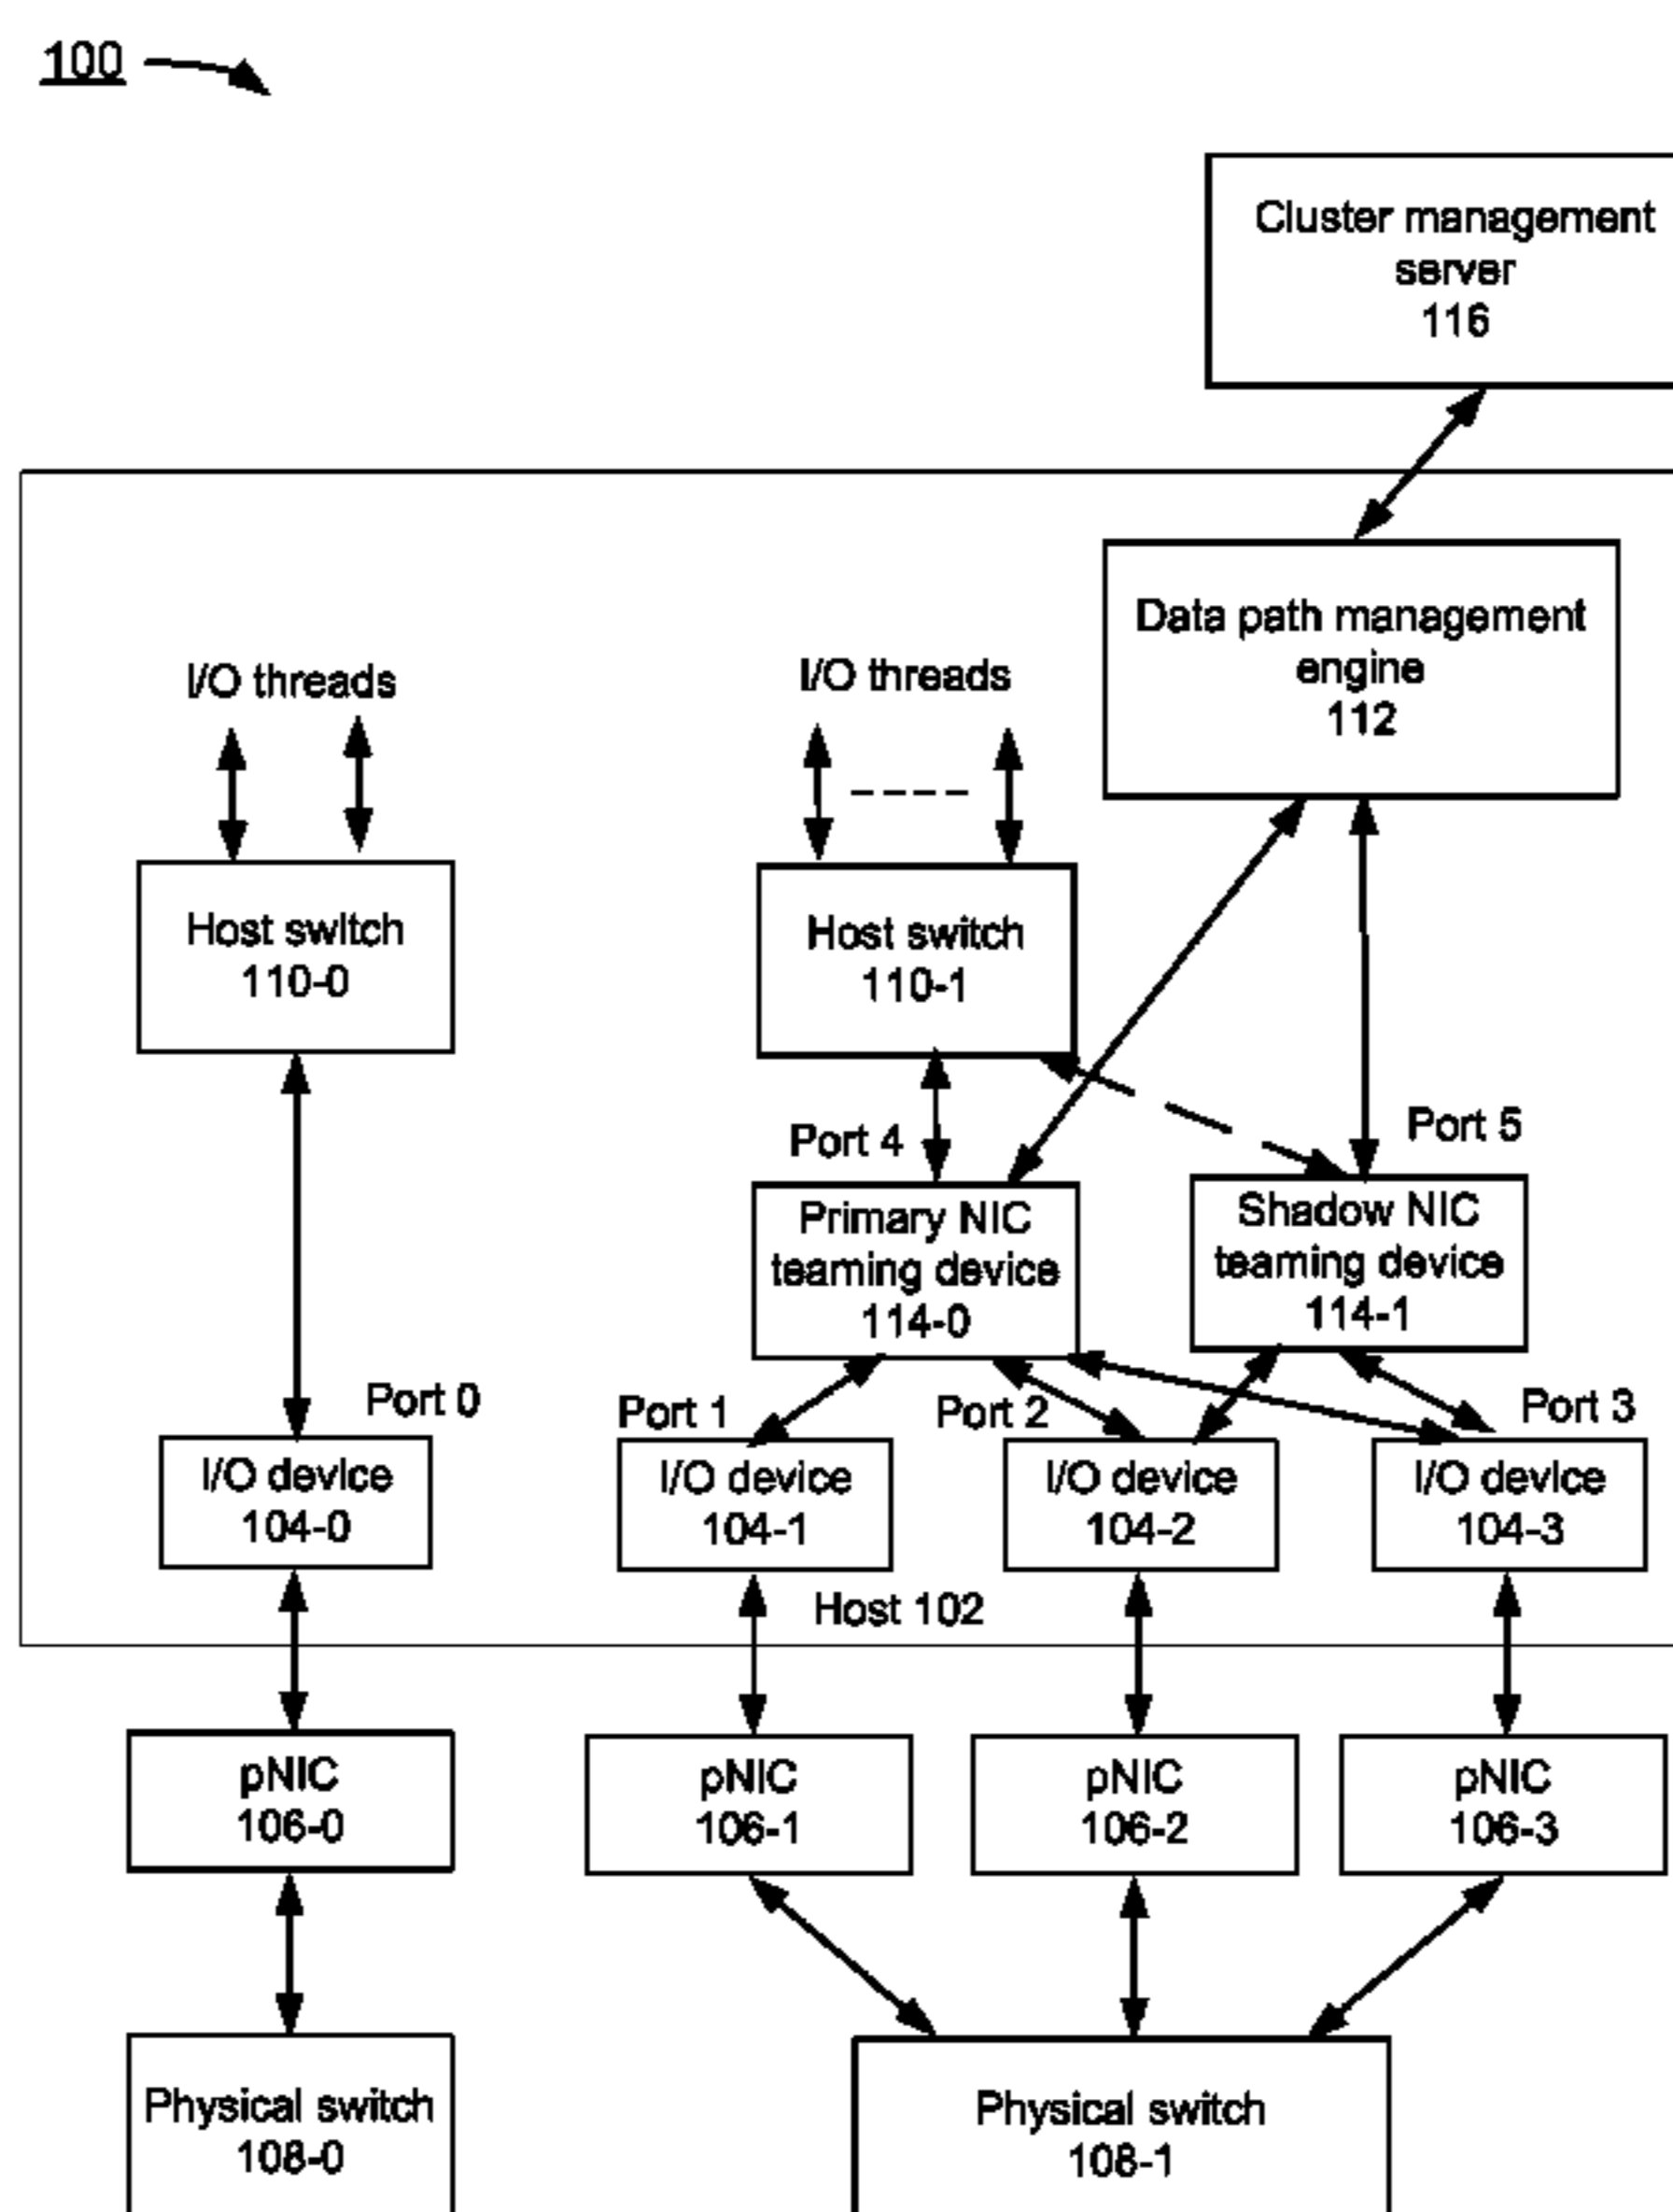 100
Cluster management
server
116
Data path management
engine
112
I/O threads
I/O threads
Host switch
110-0
Host switch
110-1
Port 4
Port 5
Primary NIC
teaming device
114-0
Shadow NIC
teaming device
114-1
Port 0
Port 1
Port 2
Port 3
I/O device
104-0
I/O device
104-1
I/O device
104-2
I/O device
104-3
Host 102
pNIC
106-0
pNIC
106-1
pNIC
106-2
pNIC
106-3
Physical switch
108-0
Physical switch
108-1